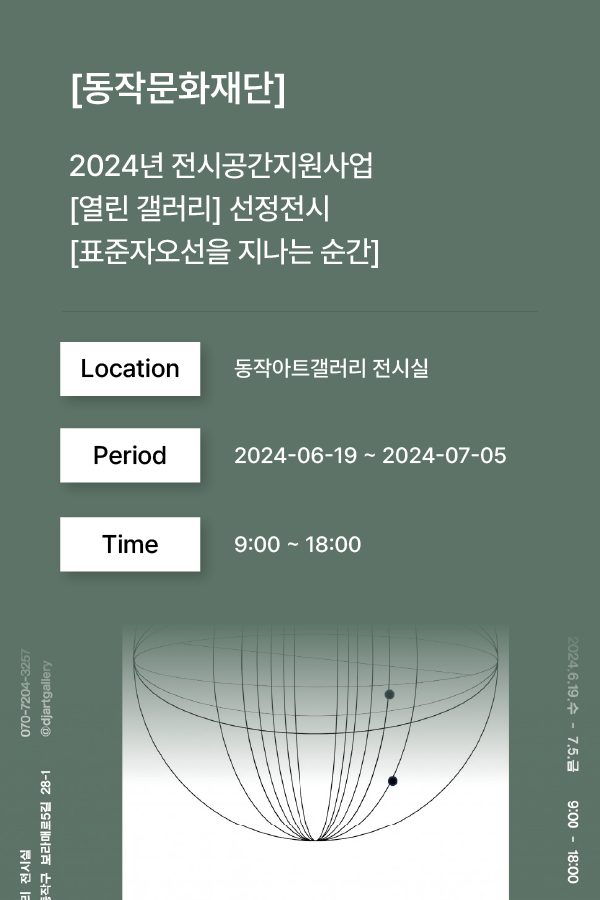 [동작문화재단]
2024년 전시공간지원사업
[열린 갤러리] 선정전시
[표준자오선을 지나는 순간]
Location
동작아트갤러리 전시실
Period
2024-06-19 ~ 2024-07-05
Time
9:00 ~ 18:00
070-7204-3257
@djartgallery
보라매로5길 28-1
전시실
2024.6.19.수 - 7.5.금
9:00 - 18:00